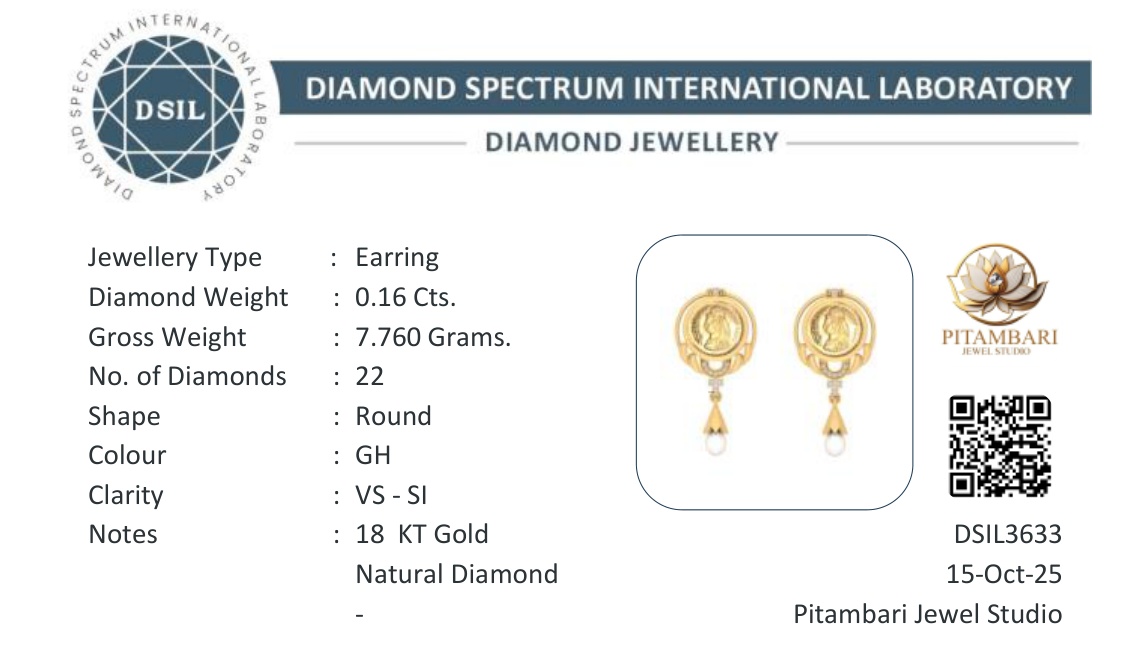 DIAMOND SPECTRUM INTERNATIONAL LABORATORY
DSIL
DIAMOND SPECTRUM INTERNATIONAL LABORATORY
DIAMOND JEWELLERY
Jewellery Type : Earring
Diamond Weight : 0.16 Cts.
Gross Weight : 7.760 Grams.
No. of Diamonds : 22
Shape : Round
Colour : GH
Clarity : VS - SI
Notes : 18 KT Gold
Natural Diamond
-
PITAMBARI
JEWEL STUDIO
DSIL3633
15-Oct-25
Pitambari Jewel Studio